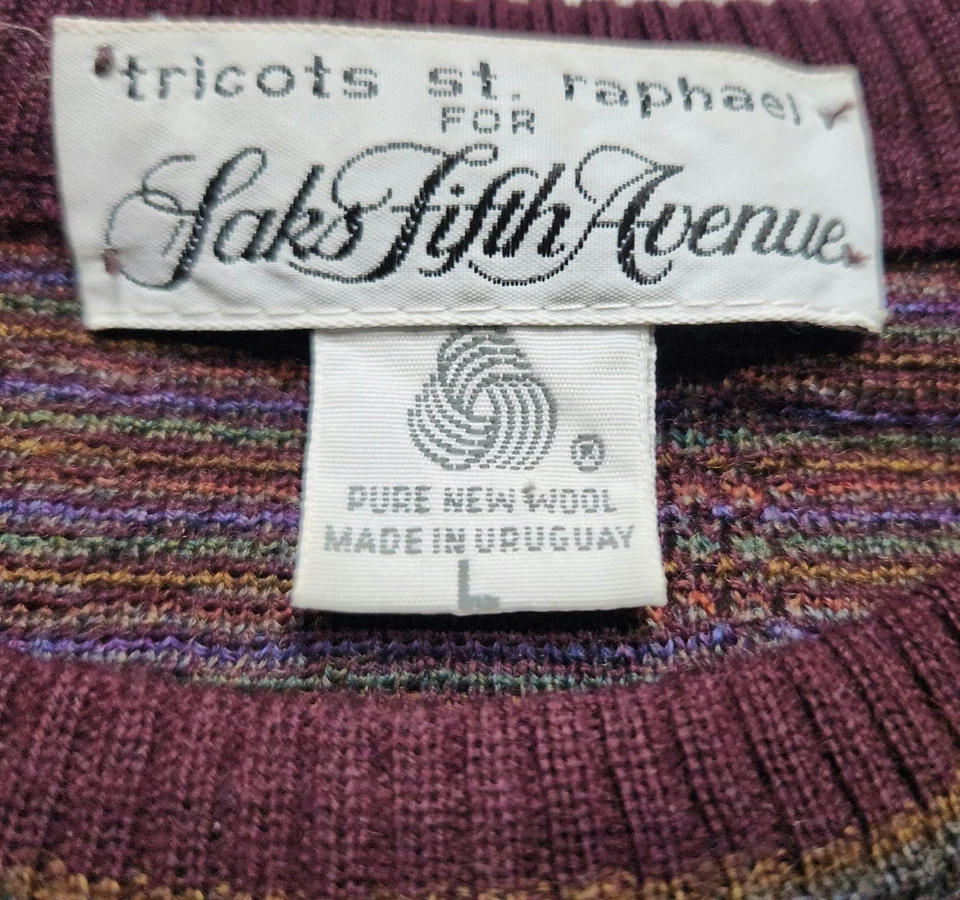 tricots st. raphael
FOR
Saks Fifth Avenue
®
PURE NEW WOOL
MADE IN URUGUAY
L